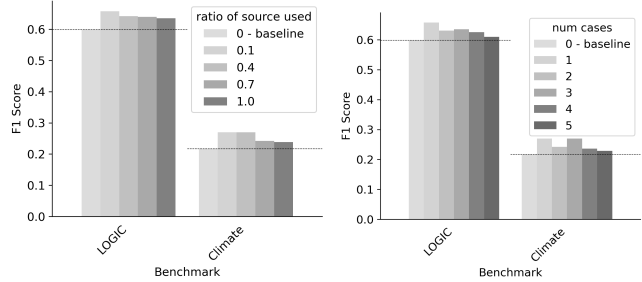 ratio of source used
0 - baseline
0.1
0.4
0.7
1.0
F1 Score
0.6
0.5
0.4
0.3
0.2
0.1
0.0
LOGIC
Climate
Benchmark
num cases
0 - baseline
1
2
3
4
5
F1 Score
0.6
0.5
0.4
0.3
0.2
0.1
0.0
LOGIC
Climate
Benchmark